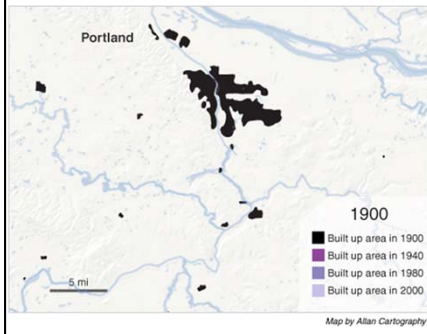 Portland
1900
Built up area in 1900
Built up area in 1940
Built up area in 1980
Built up area in 2000
5 mi
Map by Allan Cartography